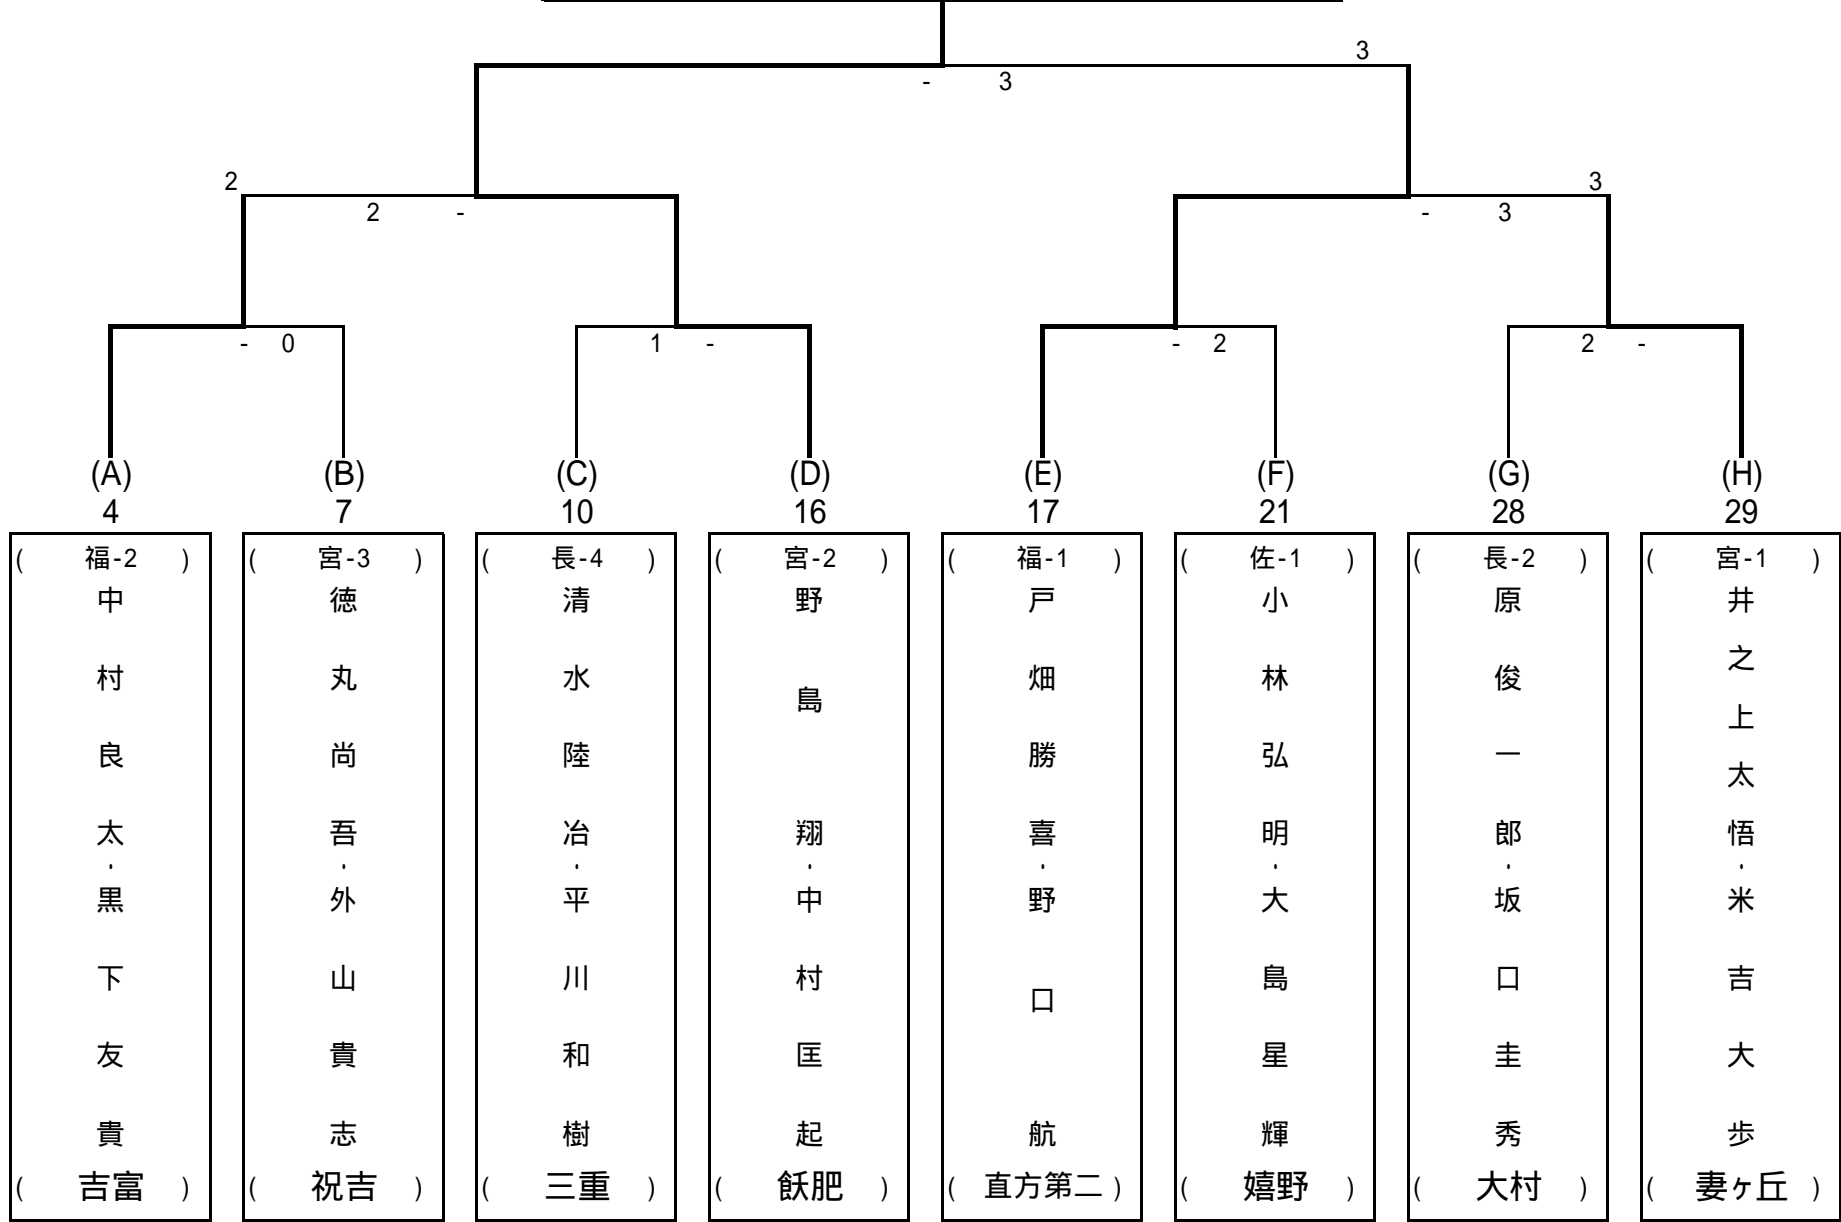 3
- 3
2
3
2 -
- 3
- 0
1 -
- 2
2 -
(A) (B) (C) (D) (E) (F) (G) (H)
4 7 10 16 17 21 28 29
( 福-2 )
中村良太・黒下友貴
( 吉富 )
( 宮-3 )
徳丸尚吾・外山貴志
( 祝吉 )
( 長-4 )
清水陸冶・平川和樹
( 三重 )
( 宮-2 )
野島翔・中村匡起
( 飫肥 )
( 福-1 )
戸畑勝喜・野口航
( 直方第二 )
( 佐-1 )
小林弘明・大島星輝
( 嬉野 )
( 長-2 )
原俊一郎・坂口圭秀
( 大村 )
( 宮-1 )
井之上太悟・米吉大歩
( 妻ヶ丘 )